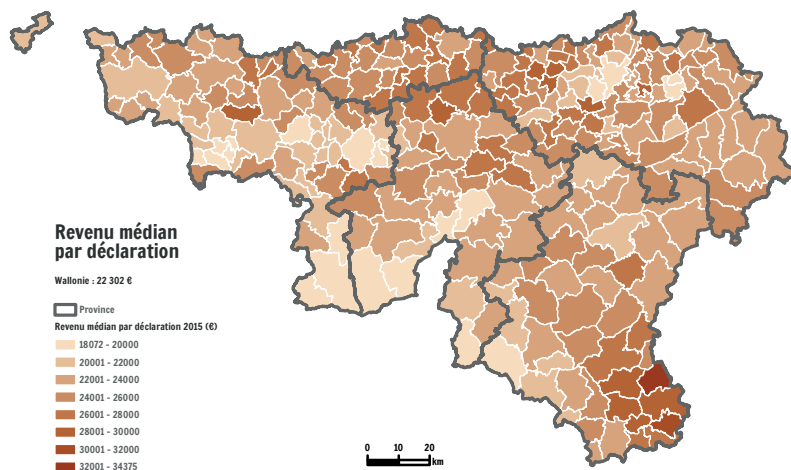 Revenu médian
par déclaration
Wallonie : 22 302 €
Province
Revenu médian par déclaration 2015 (€)
18072 - 20000
20001 - 22000
22001 - 24000
24001 - 26000
26001 - 28000
28001 - 30000
30001 - 32000
32001 - 34375
0 10 20
km